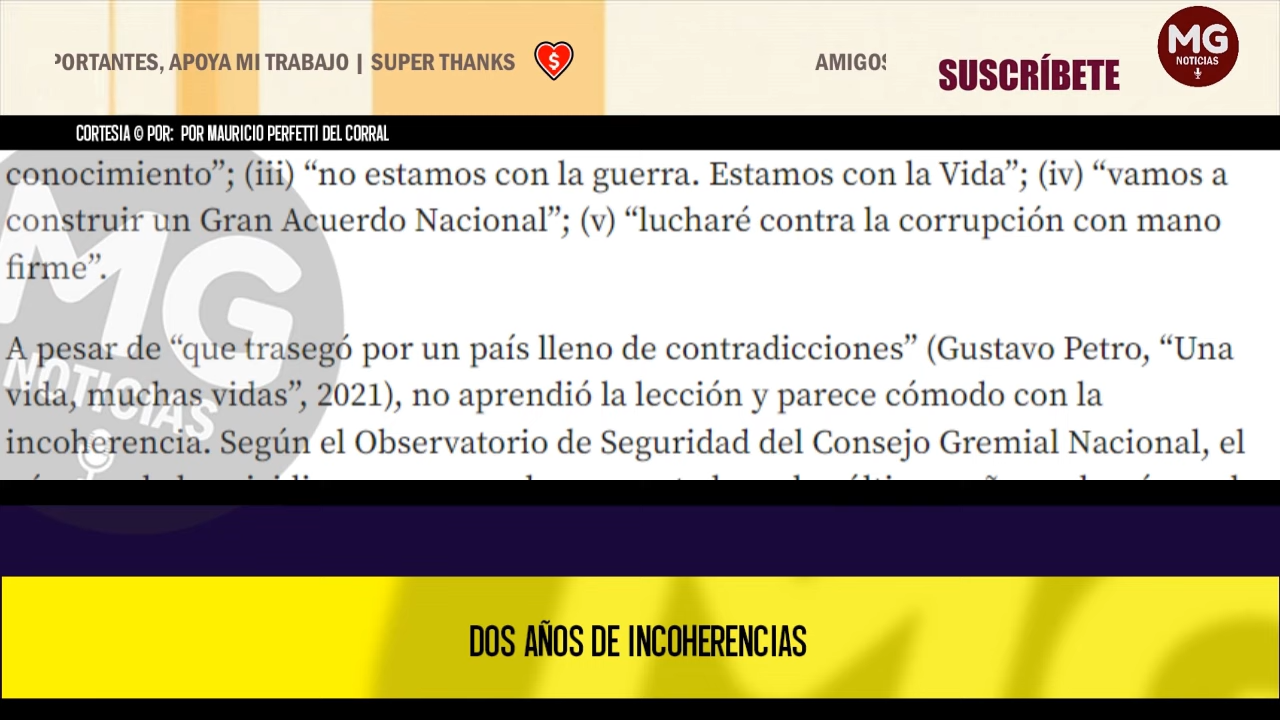 PORTANTES, APOYA MI TRABAJO | SUPER THANKS
AMIGOS
SUSCRÍBETE
MG
NOTICIAS
CORTESIA © POR: POR MAURICIO PERFETTI DEL CORRAL
conocimiento”; (iii) “no estamos con la guerra. Estamos con la Vida”; (iv) “vamos a
construir un Gran Acuerdo Nacional”; (v) “lucharé contra la corrupción con mano
firme”.
A pesar de “que trasegó por un país lleno de contradicciones” (Gustavo Petro, “Una
vida, muchas vidas”, 2021), no aprendió la lección y parece cómodo con la
incoherencia. Según el Observatorio de Seguridad del Consejo Gremial Nacional, el
MG
NOTICIAS
DOS AÑOS DE INCOHERENCIAS